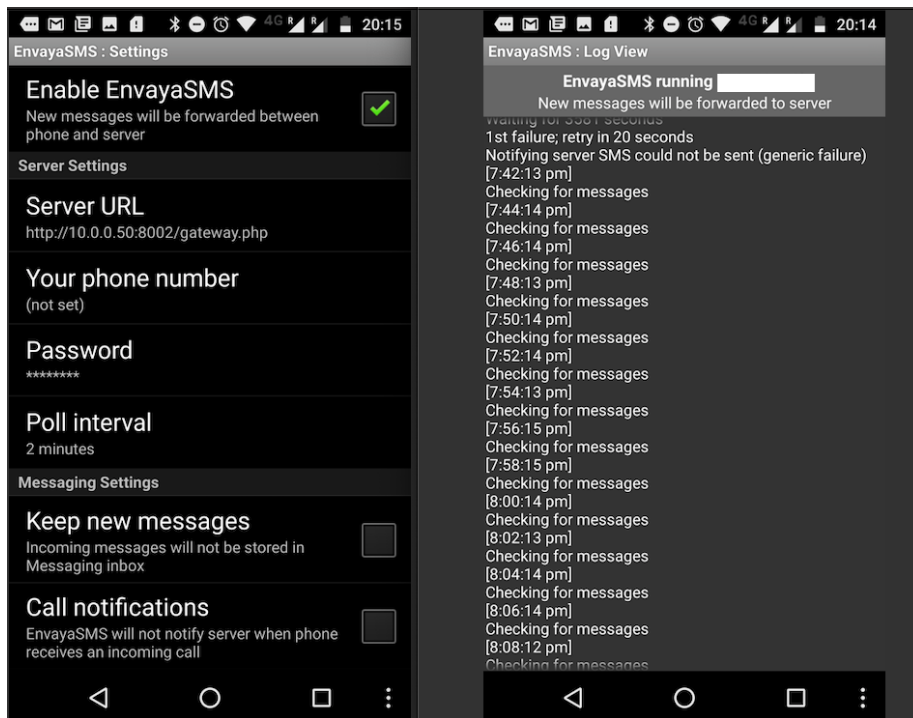 4G R R 20:15
EnvayaSMS : Settings
Enable EnvayaSMS
New messages will be forwarded between
phone and server
Server Settings
Server URL
http://10.0.0.50:8002/gateway.php
Your phone number
(not set)
Password
********
Poll interval
2 minutes
Messaging Settings
Keep new messages
Incoming messages will not be stored in
Messaging inbox
Call notifications
EnvayaSMS will not notify server when phone
receives an incoming call
4G R R 20:14
EnvayaSMS : Log View
EnvayaSMS running
New messages will be forwarded to server
Waiting for 3581 seconds
1st failure; retry in 20 seconds
Notifying server SMS could not be sent (generic failure)
[7:42:13 pm]
Checking for messages
[7:44:14 pm]
Checking for messages
[7:46:14 pm]
Checking for messages
[7:48:13 pm]
Checking for messages
[7:50:14 pm]
Checking for messages
[7:52:14 pm]
Checking for messages
[7:54:13 pm]
Checking for messages
[7:56:15 pm]
Checking for messages
[7:58:15 pm]
Checking for messages
[8:00:14 pm]
Checking for messages
[8:02:13 pm]
Checking for messages
[8:04:14 pm]
Checking for messages
[8:06:14 pm]
Checking for messages
[8:08:12 pm]
Checking for messages